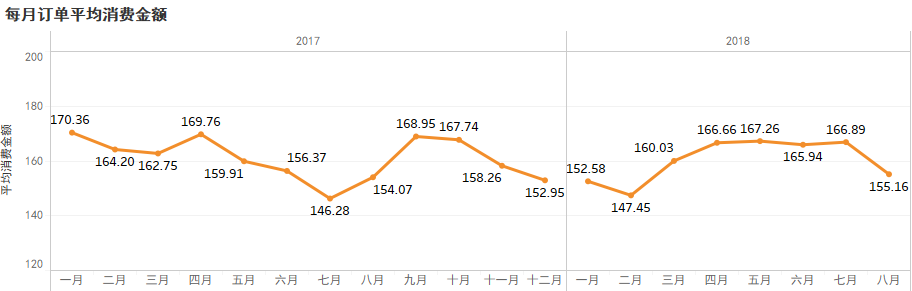 每月订单平均消费金额
2017 2018
200
180
160
140
120
平均消费金额
170.36 164.20 162.75 169.76 159.91 156.37 146.28 154.07 168.95 167.74 158.26 152.95 152.58 147.45 160.03 166.66 167.26 165.94 166.89 155.16
一月 二月 三月 四月 五月 六月 七月 八月 九月 十月 十一月 十二月 一月 二月 三月 四月 五月 六月 七月 八月